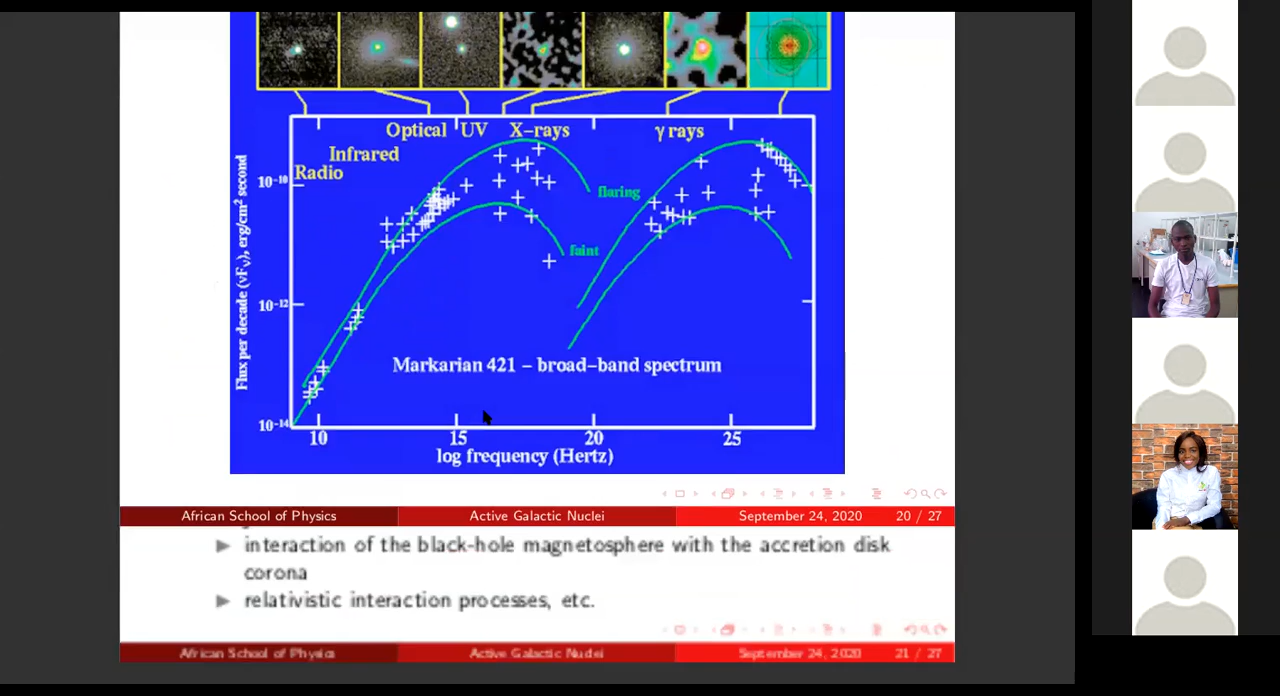 Optical UV X–rays γ rays
Infrared
Radio
10⁻¹⁰
flaring
faint
10⁻¹²
Flux per decade (νFᵥ), erg/cm² second
Markarian 421 – broad–band spectrum
10⁻¹⁴
10 15 20 25
log frequency (Hertz)
African School of Physics Active Galactic Nuclei September 24, 2020 20 / 27
interaction of the black-hole magnetosphere with the accretion disk
corona
relativistic interaction processes, etc.
African School of Physics Active Galactic Nuclei September 24, 2020 21 / 27